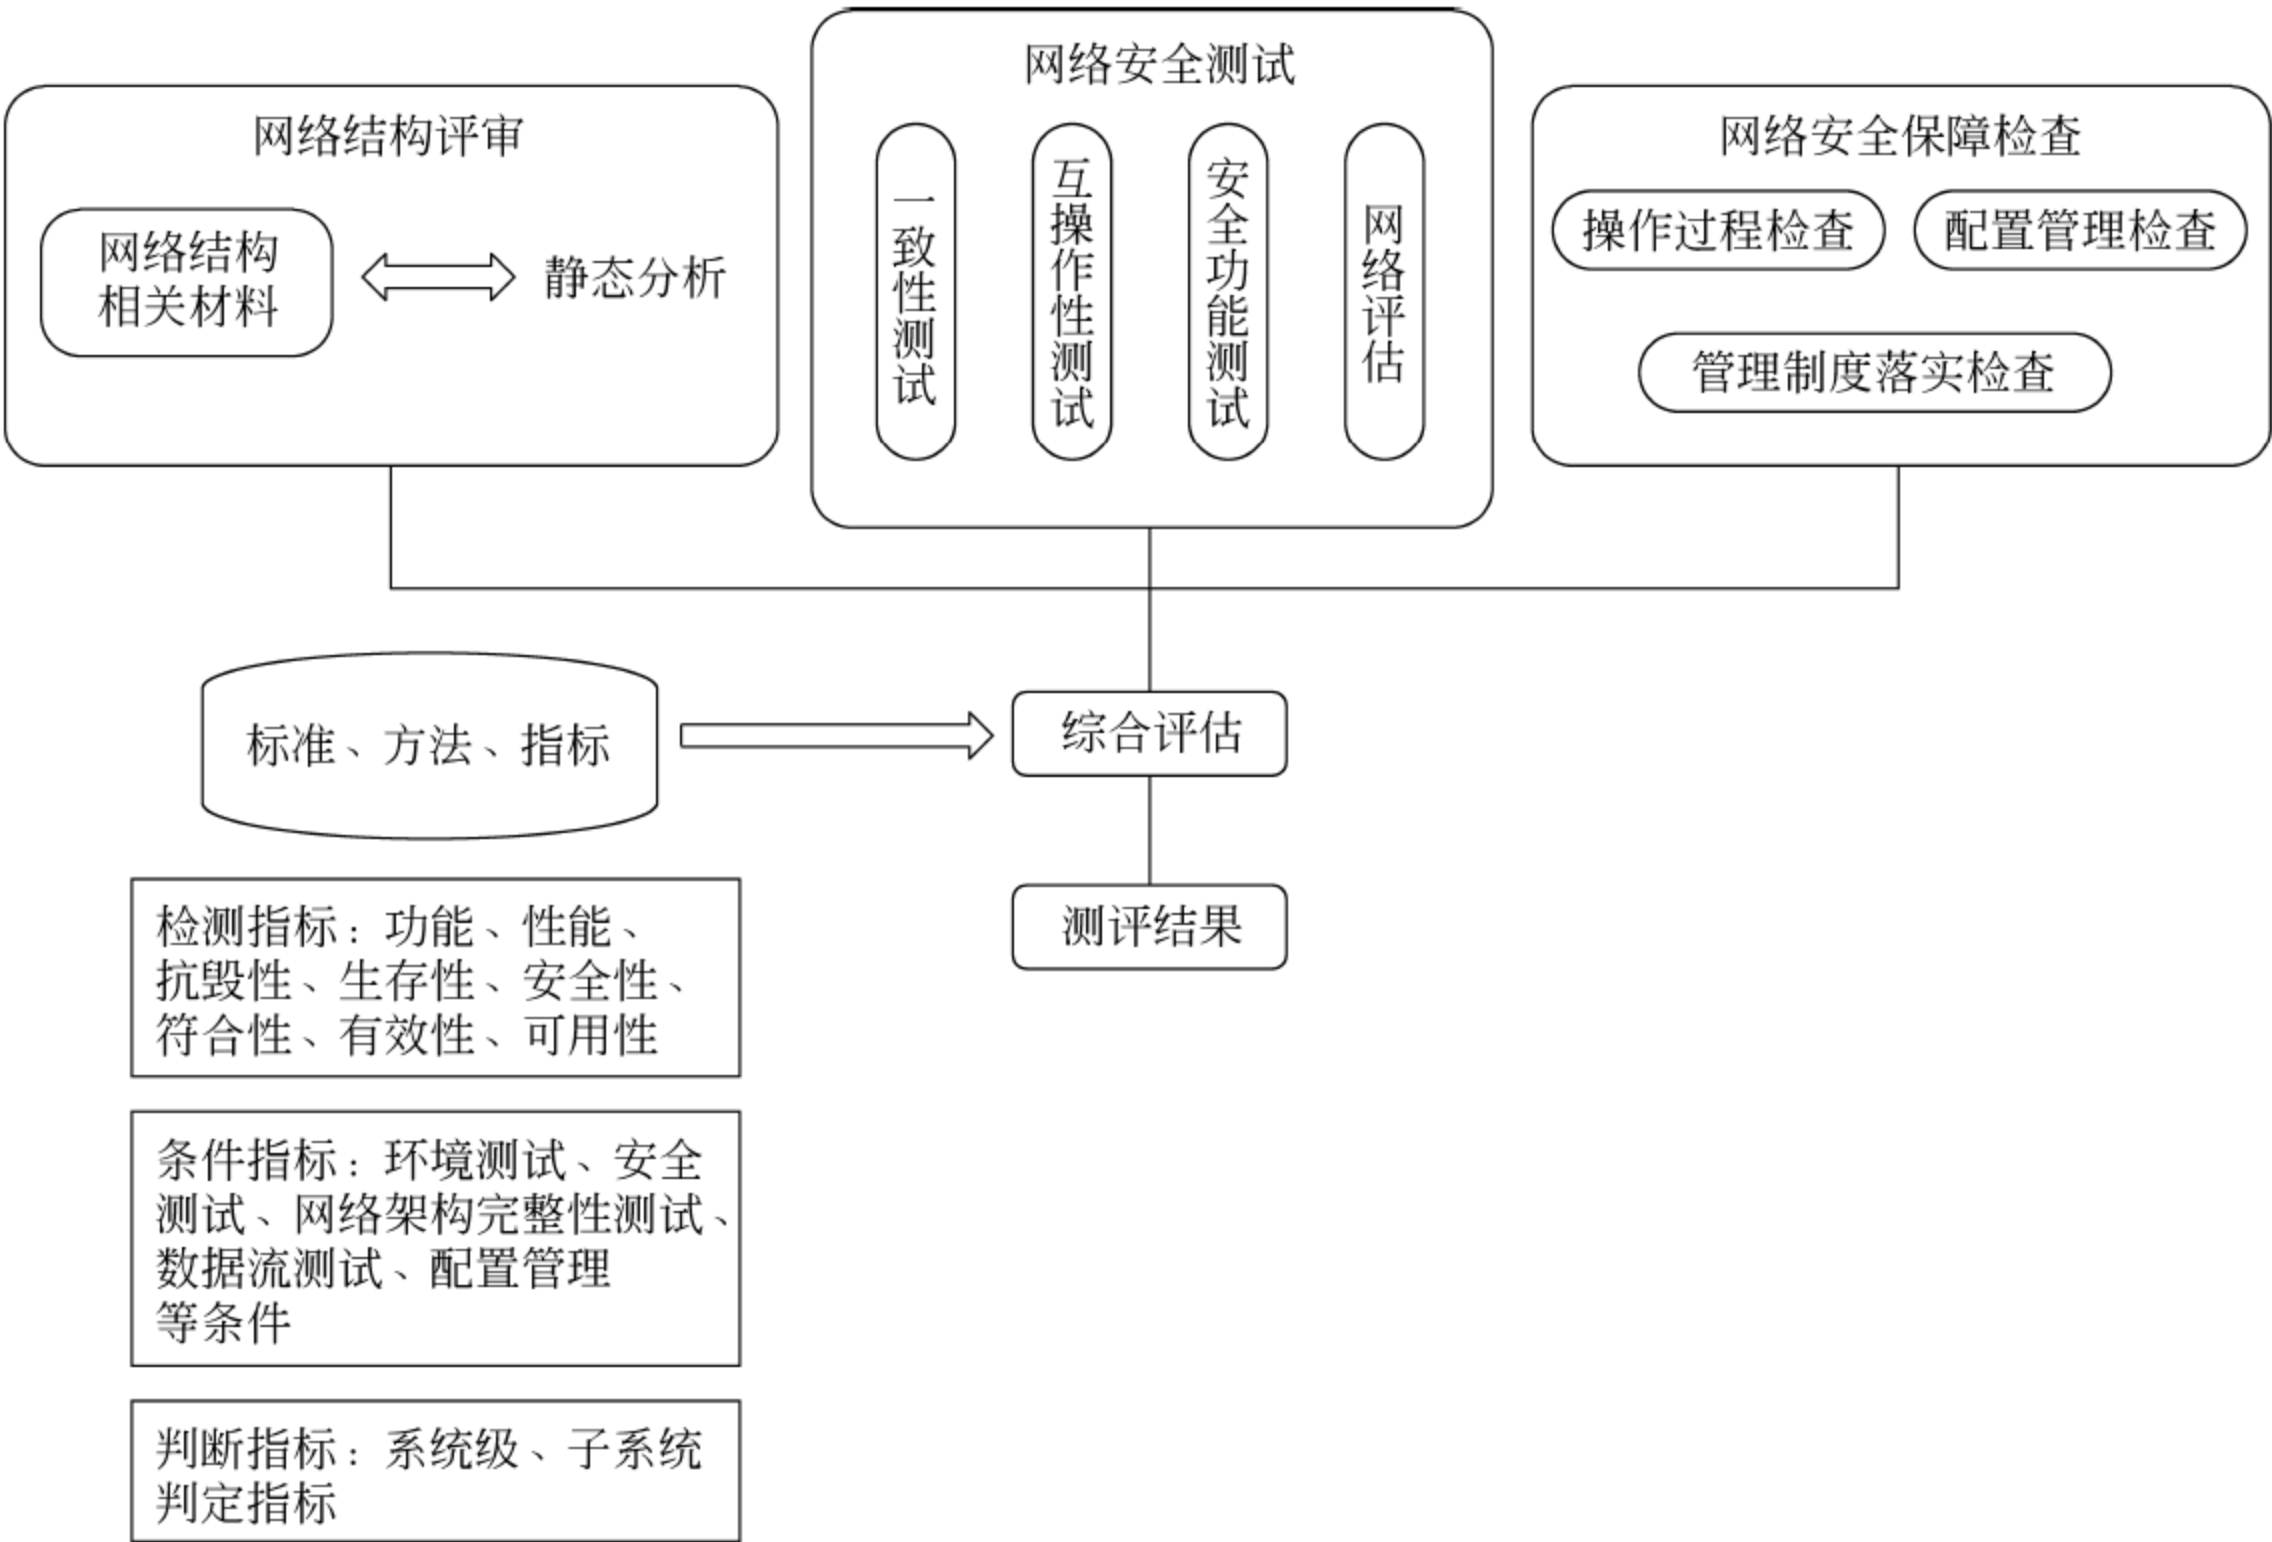 网络结构评审
网络结构
相关材料
静态分析
网络安全测试
一致性测试
互操作性测试
安全功能测试
网络评估
网络安全保障检查
操作过程检查
配置管理检查
管理制度落实检查
标准、方法、指标
综合评估
测评结果
检测指标：功能、性能、
抗毁性、生存性、安全性、
符合性、有效性、可用性
条件指标：环境测试、安全
测试、网络架构完整性测试、
数据流测试、配置管理
等条件
判断指标：系统级、子系统
判定指标